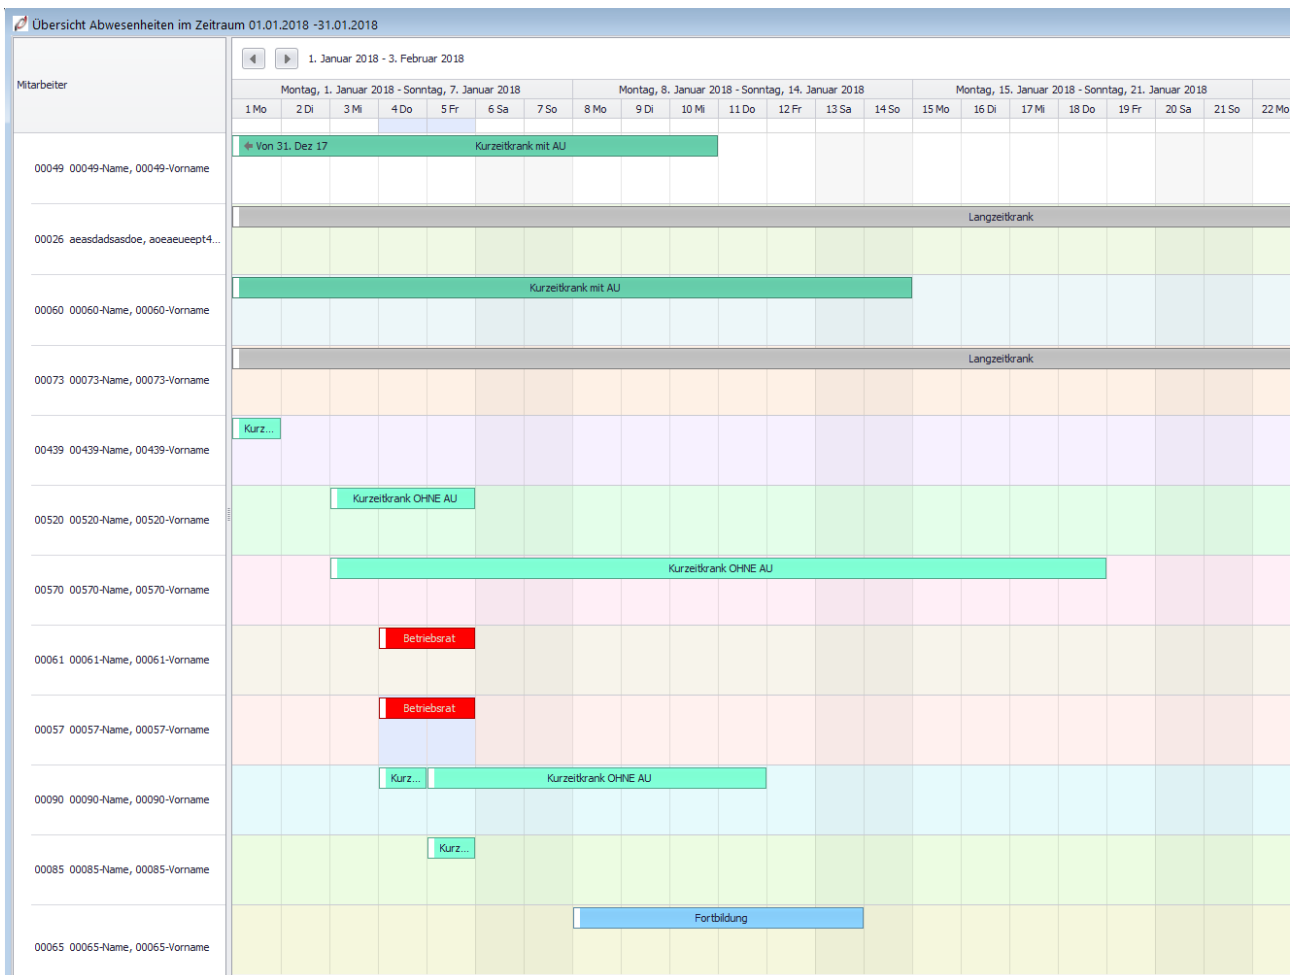 Übersicht Abwesenheiten im Zeitraum 01.01.2018 -31.01.2018
1. Januar 2018 - 3. Februar 2018
Mitarbeiter
Montag, 1. Januar 2018 - Sonntag, 7. Januar 2018 Montag, 8. Januar 2018 - Sonntag, 14. Januar 2018 Montag, 15. Januar 2018 - Sonntag, 21. Januar 2018
1 Mo 2 Di 3 Mi 4 Do 5 Fr 6 Sa 7 So 8 Mo 9 Di 10 Mi 11 Do 12 Fr 13 Sa 14 So 15 Mo 16 Di 17 Mi 18 Do 19 Fr 20 Sa 21 So 22 Mo
Von 31. Dez 17 Kurzeitkrank mit AU
00049 00049-Name, 00049-Vorname
Langzeitkrank
00026 aeasdadsasdoe, aoeaeueept4...
Kurzeitkrank mit AU
00060 00060-Name, 00060-Vorname
Langzeitkrank
00073 00073-Name, 00073-Vorname
Kurz...
00439 00439-Name, 00439-Vorname
Kurzeitkrank OHNE AU
00520 00520-Name, 00520-Vorname
Kurzeitkrank OHNE AU
00570 00570-Name, 00570-Vorname
Betriebsrat
00061 00061-Name, 00061-Vorname
Betriebsrat
00057 00057-Name, 00057-Vorname
Kurz... Kurzeitkrank OHNE AU
00090 00090-Name, 00090-Vorname
Kurz...
00085 00085-Name, 00085-Vorname
Fortbildung
00065 00065-Name, 00065-Vorname